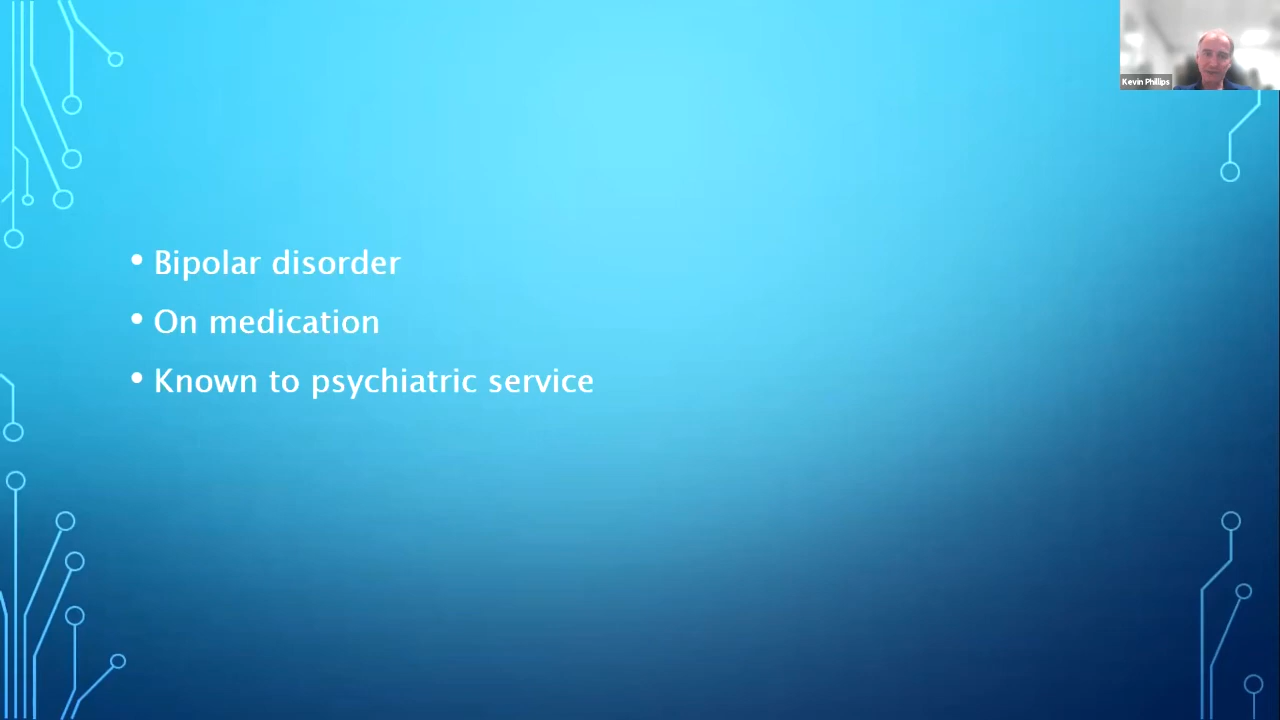 Kevin Phillips
• Bipolar disorder
• On medication
• Known to psychiatric service